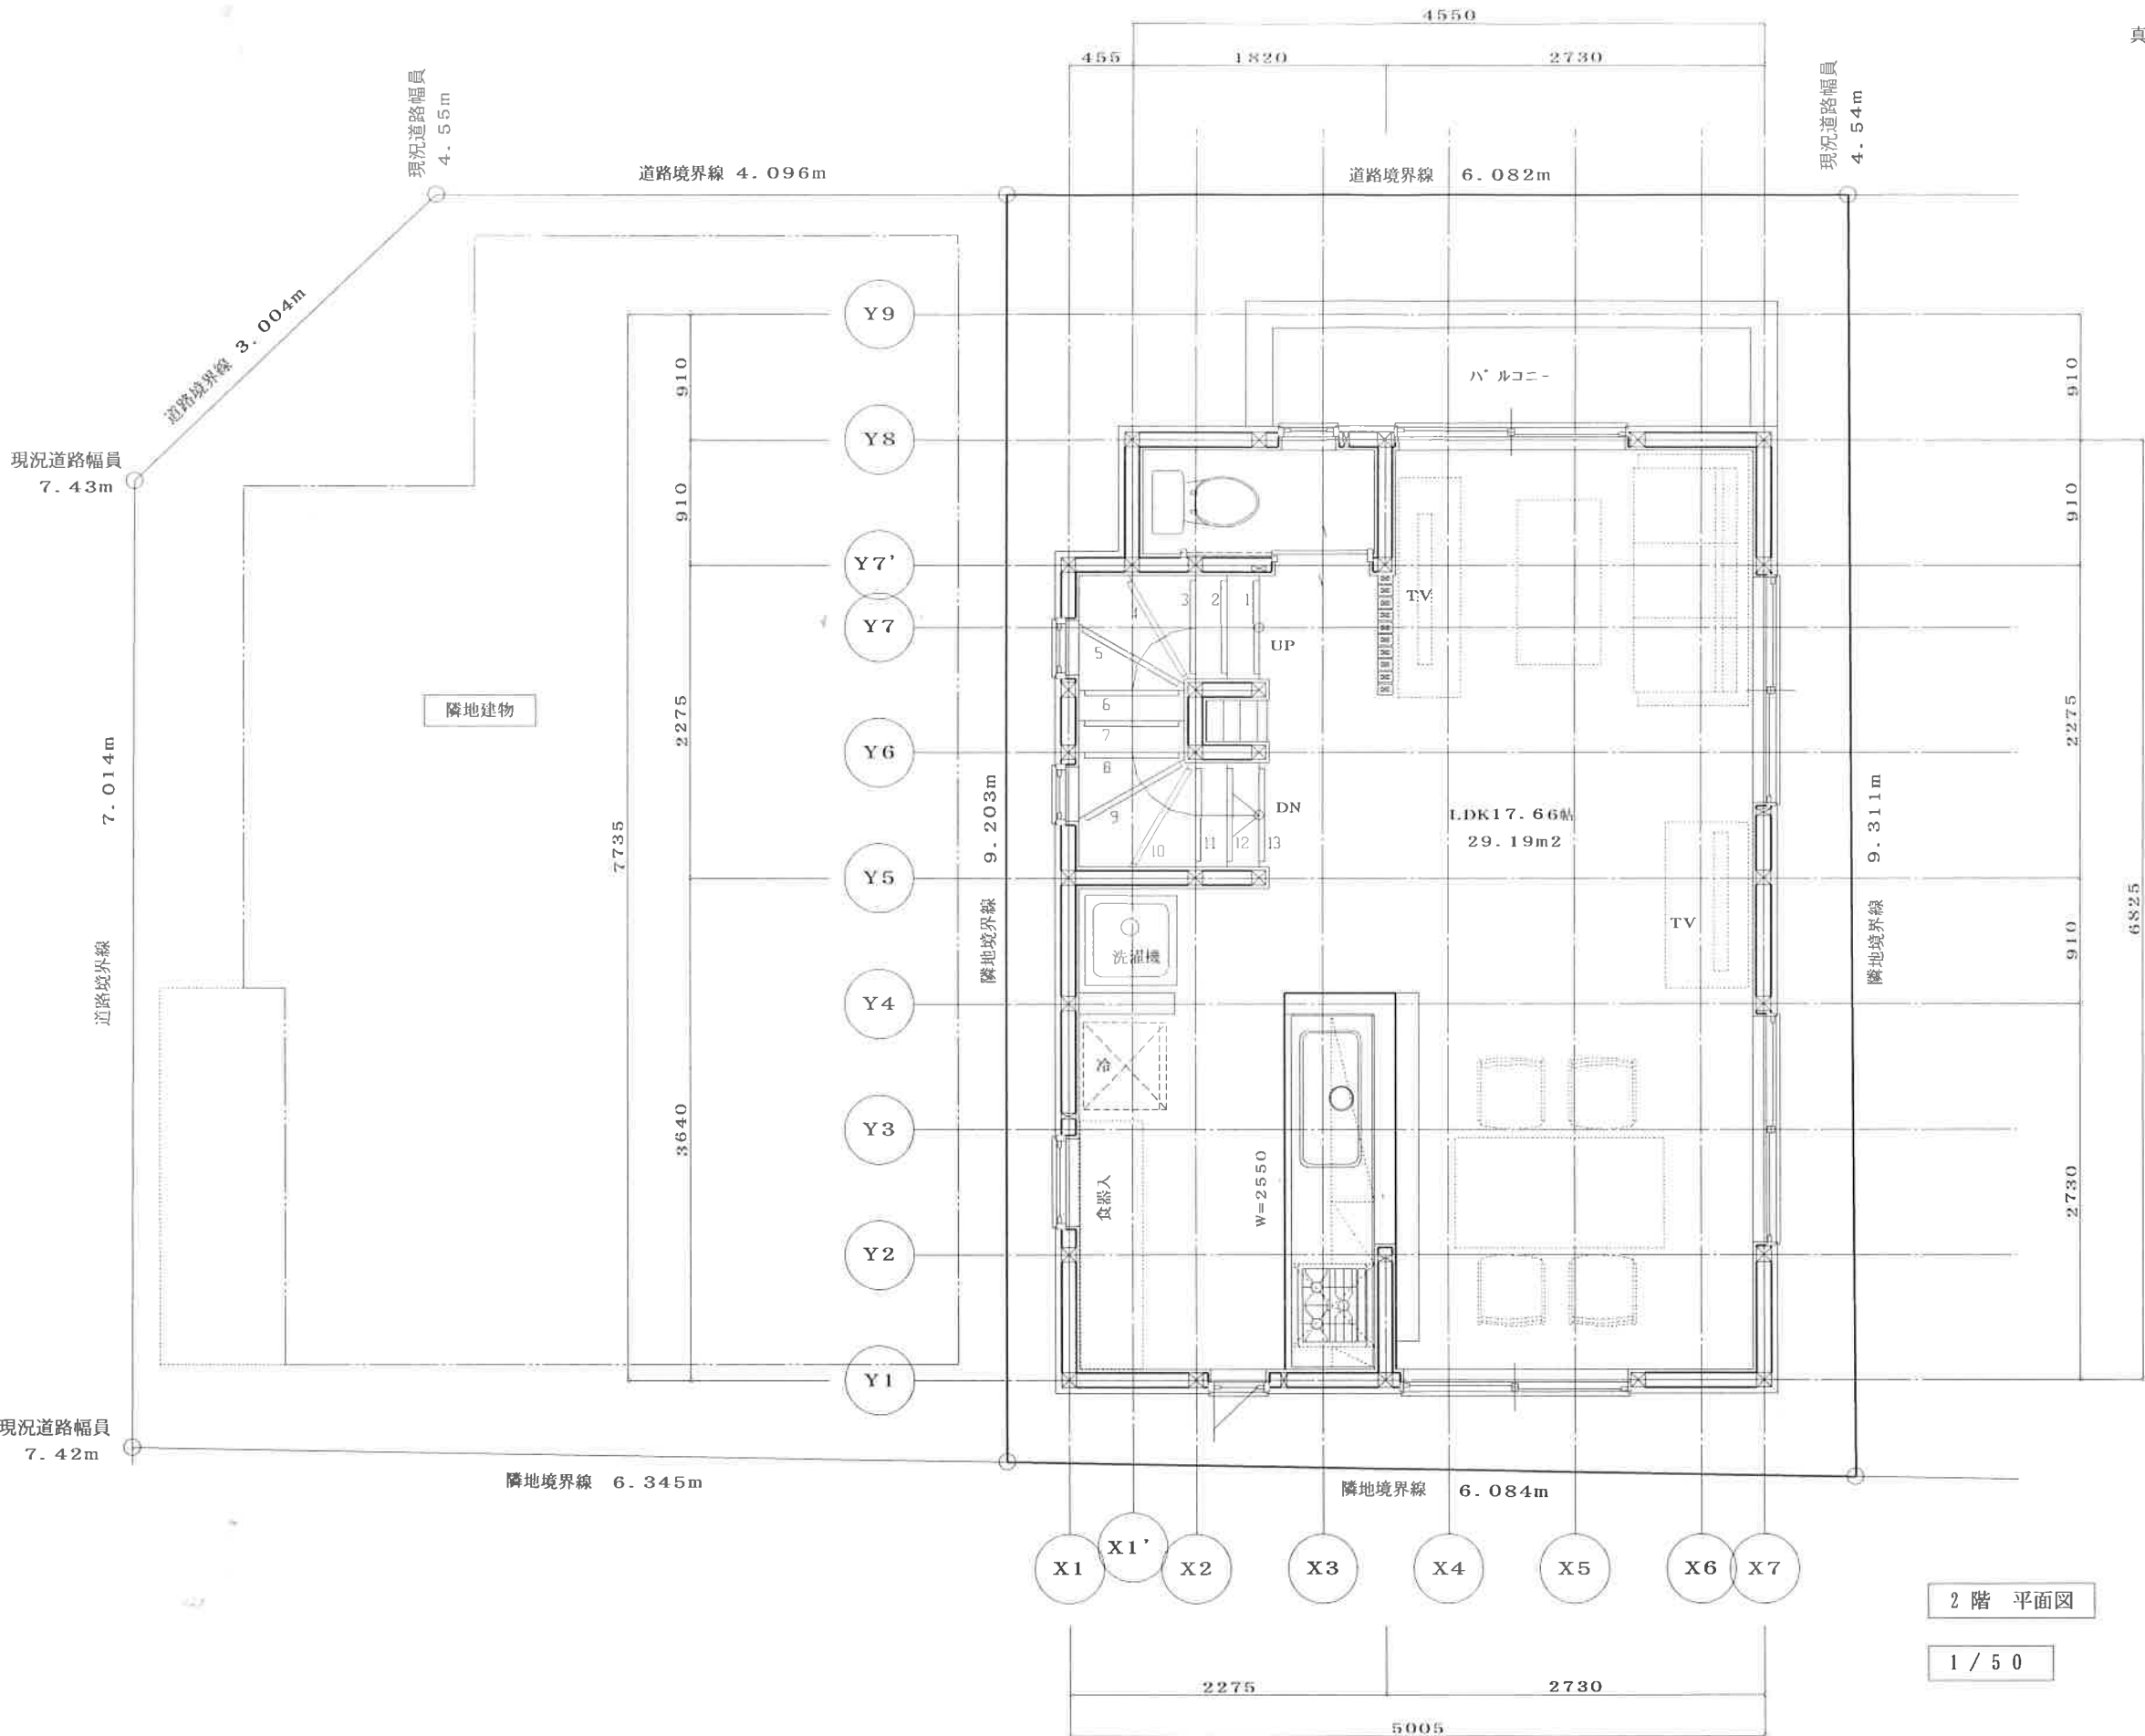 4550
真
455
1820
2730
現況道路幅員
4.55m
現況道路幅員
4.54m
道路境界線 4.096m
道路境界線 6.082m
道路境界線 3.004m
Y9
910
910
バルコニー
Y8
現況道路幅員
7.43m
910
910
Y7'
1
2
3
4
TV
Y7
5
UP
隣地建物
6
2275
2275
7
Y6
8
7.014m
9.203m
DN
9.311m
LDK17.66帖
29.19m2
9
10
11
12
13
7735
Y5
6825
隣地境界線
隣地境界線
道路境界線
洗濯機
TV
910
Y4
冷
3640
Y3
食器入
W=2550
2730
Y2
Y1
現況道路幅員
7.42m
隣地境界線 6.345m
隣地境界線 6.084m
X1
X1'
X2
X3
X4
X5
X6
X7
2階 平面図
1/50
2275
2730
5005